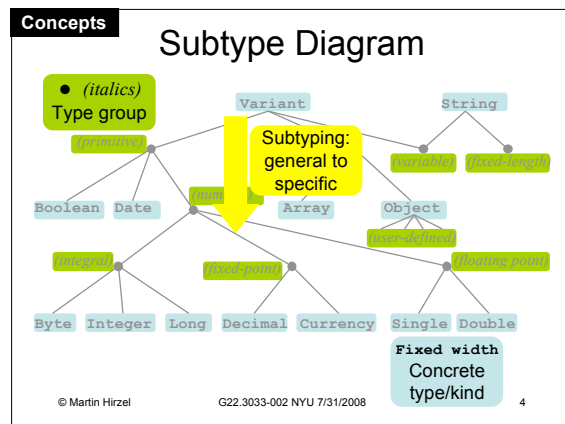 Concepts
Subtype Diagram
● (italics)
Type group
Variant
String
(primitive)
Subtyping:
general to
specific
(variable)
(fixed-length)
Boolean
Date
Array
Object
(user-defined)
(integral)
(fixed-point)
(floating point)
Byte
Integer
Long
Decimal
Currency
Single
Double
Fixed width
Concrete
type/kind
© Martin Hirzel
G22.3033-002 NYU 7/31/2008
4